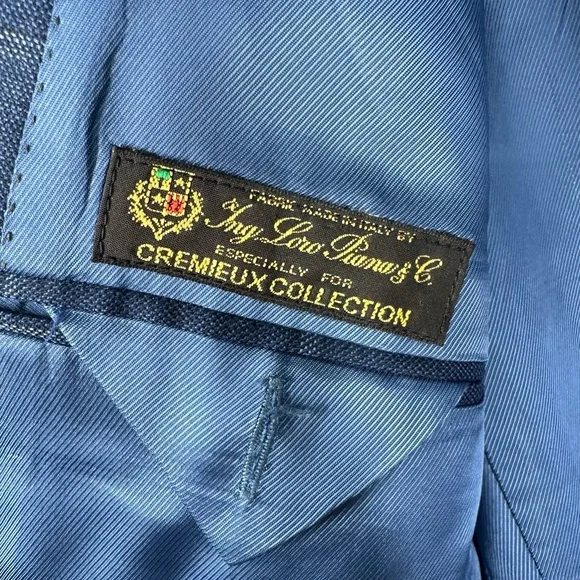 FABRIC MADE IN ITALY BY
Ing. Loro Piana & C.
ESPECIALLY FOR
CREMIEUX COLLECTION